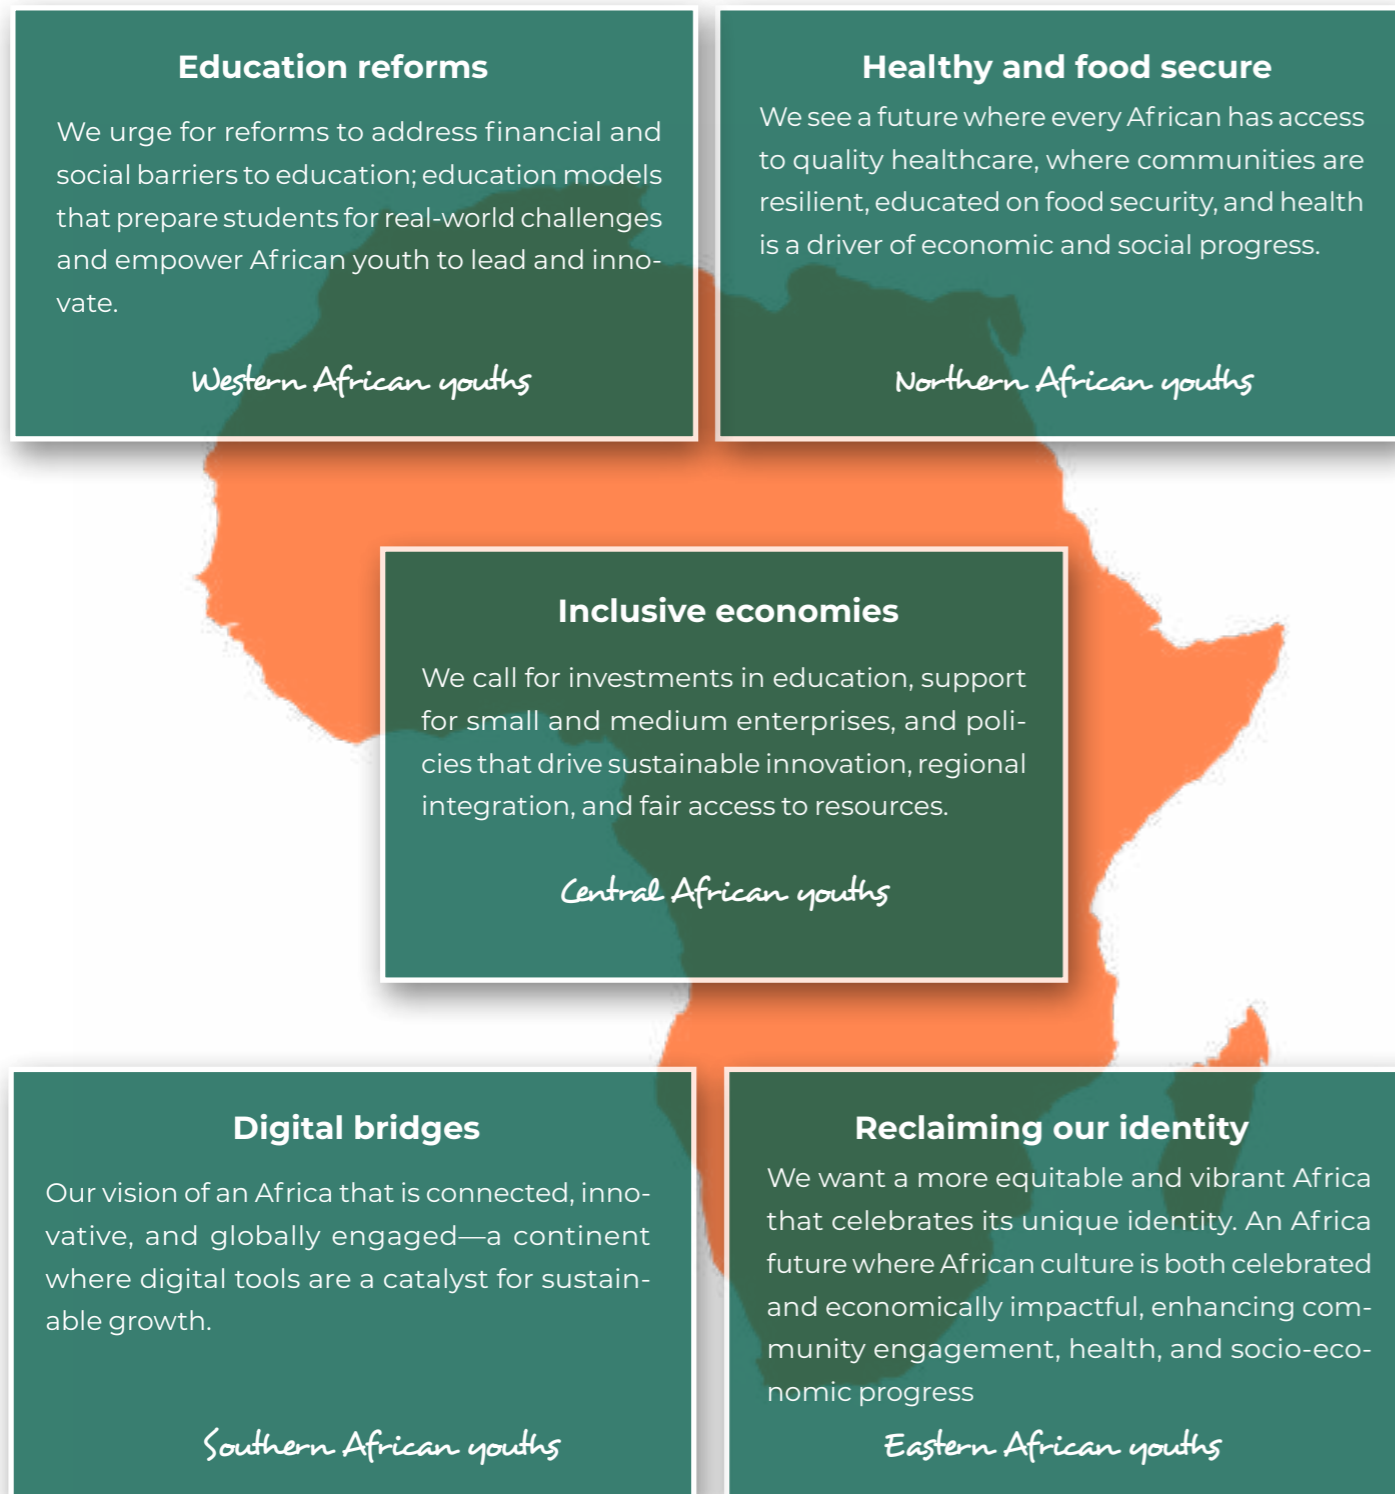 Education reforms
We urge for reforms to address financial and
social barriers to education; education models
that prepare students for real-world challenges
and empower African youth to lead and inno-
vate.
Western African youths
Healthy and food secure
We see a future where every African has access
to quality healthcare, where communities are
resilient, educated on food security, and health
is a driver of economic and social progress.
Northern African youths
Inclusive economies
We call for investments in education, support
for small and medium enterprises, and poli-
cies that drive sustainable innovation, regional
integration, and fair access to resources.
Central African youths
Digital bridges
Our vision of an Africa that is connected, inno-
vative, and globally engaged—a continent
where digital tools are a catalyst for sustain-
able growth.
Southern African youths
Reclaiming our identity
We want a more equitable and vibrant Africa
that celebrates its unique identity. An Africa
future where African culture is both celebrated
and economically impactful, enhancing com-
munity engagement, health, and socio-eco-
nomic progress
Eastern African youths